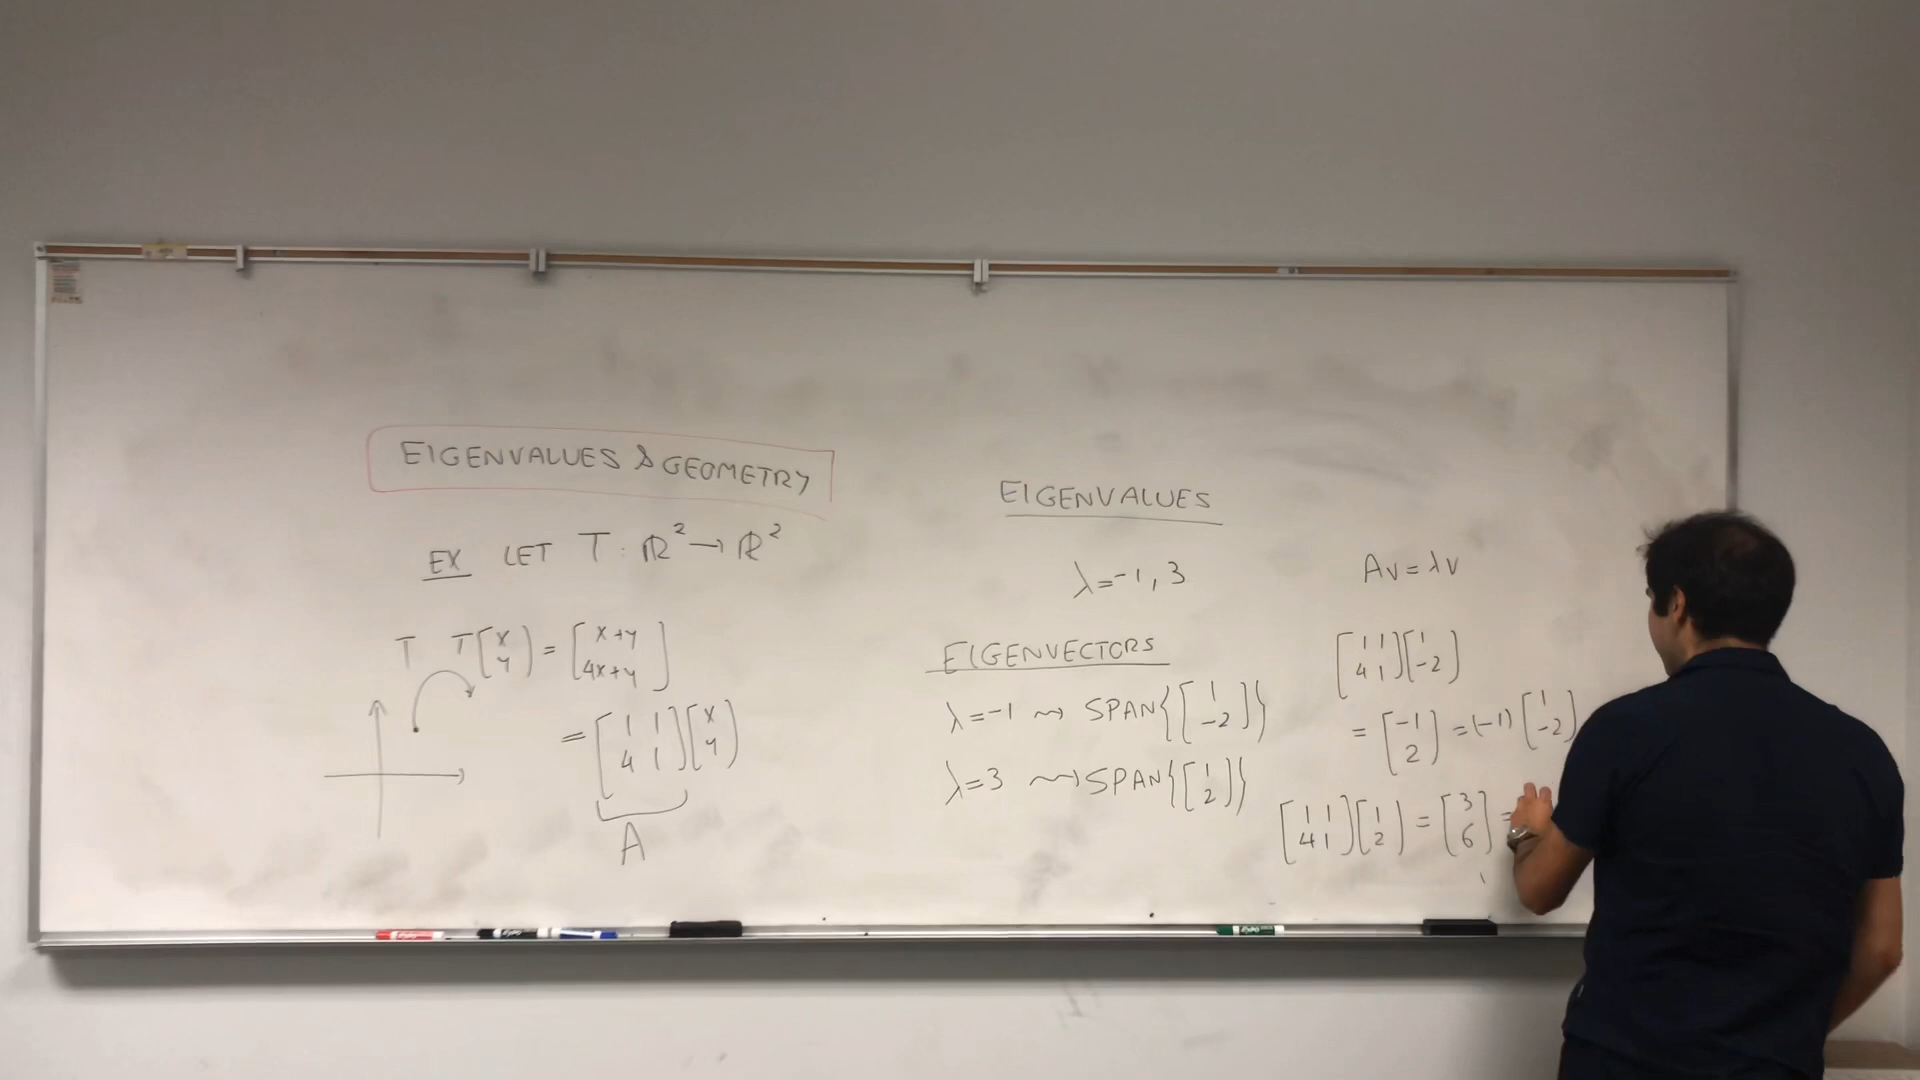 EIGENVALUES & GEOMETRY
EX LET T: ℝ² → ℝ²
T T[x y] = [x+y 4x+y]
= [1 1 4 1][x y]
A
EIGENVALUES
λ=-1, 3
EIGENVECTORS
λ=-1 ⇝ SPAN{[1 -2]}
λ=3 ⇝ SPAN{[1 2]}
Av=λv
[1 1 4 1][1 -2]
= [-1 2] = (-1)[1 -2]
[1 1 4 1][1 2] = [3 6] =